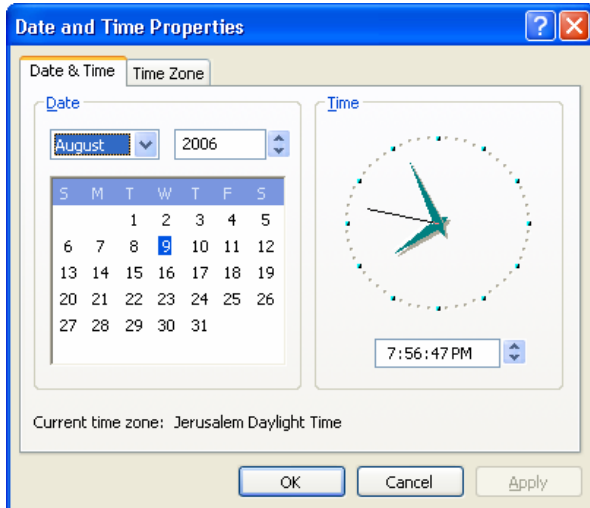 Date and Time Properties
Date & Time Time Zone
Date
August 2006
S M T W T F S
1 2 3 4 5
6 7 8 9 10 11 12
13 14 15 16 17 18 19
20 21 22 23 24 25 26
27 28 29 30 31
Time
7:56:47 PM
Current time zone: Jerusalem Daylight Time
OK Cancel Apply